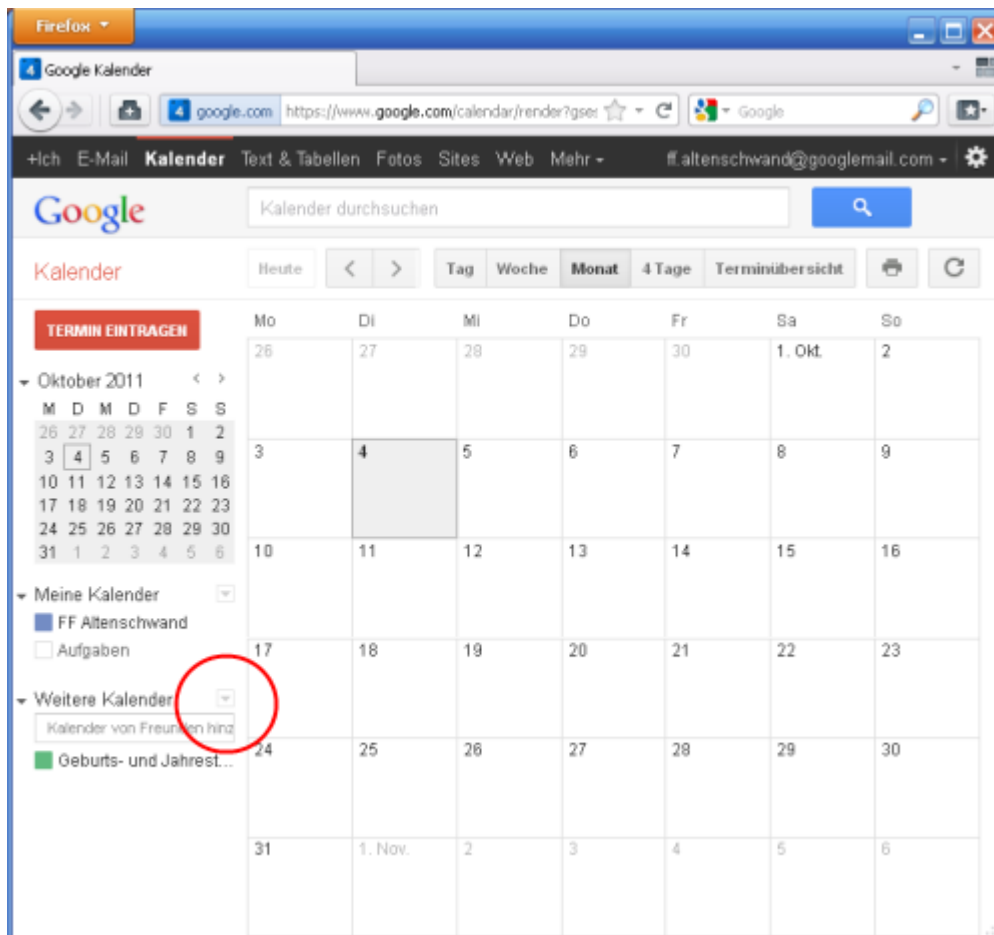 Firefox
4 Google Kalender
4 google.com https://www.google.com/calendar/render?gse Google
+Ich E-Mail Kalender Text & Tabellen Fotos Sites Web Mehr ff.altenschwand@googlemail.com
Google Kalender durchsuchen
Kalender Heute < > Tag Woche Monat 4 Tage Terminübersicht
TERMIN EINTRAGEN
Oktober 2011 < >
M D M D F S S
26 27 28 29 30 1 2
3 4 5 6 7 8 9
10 11 12 13 14 15 16
17 18 19 20 21 22 23
24 25 26 27 28 29 30
31 1 2 3 4 5 6
Meine Kalender
FF Altenschwand
Aufgaben
Weitere Kalender
Kalender von Freunden hinz
Geburts- und Jahrest...
Mo Di Mi Do Fr Sa So
26 27 28 29 30 1. Okt. 2
3 4 5 6 7 8 9
10 11 12 13 14 15 16
17 18 19 20 21 22 23
24 25 26 27 28 29 30
31 1. Nov. 2 3 4 5 6